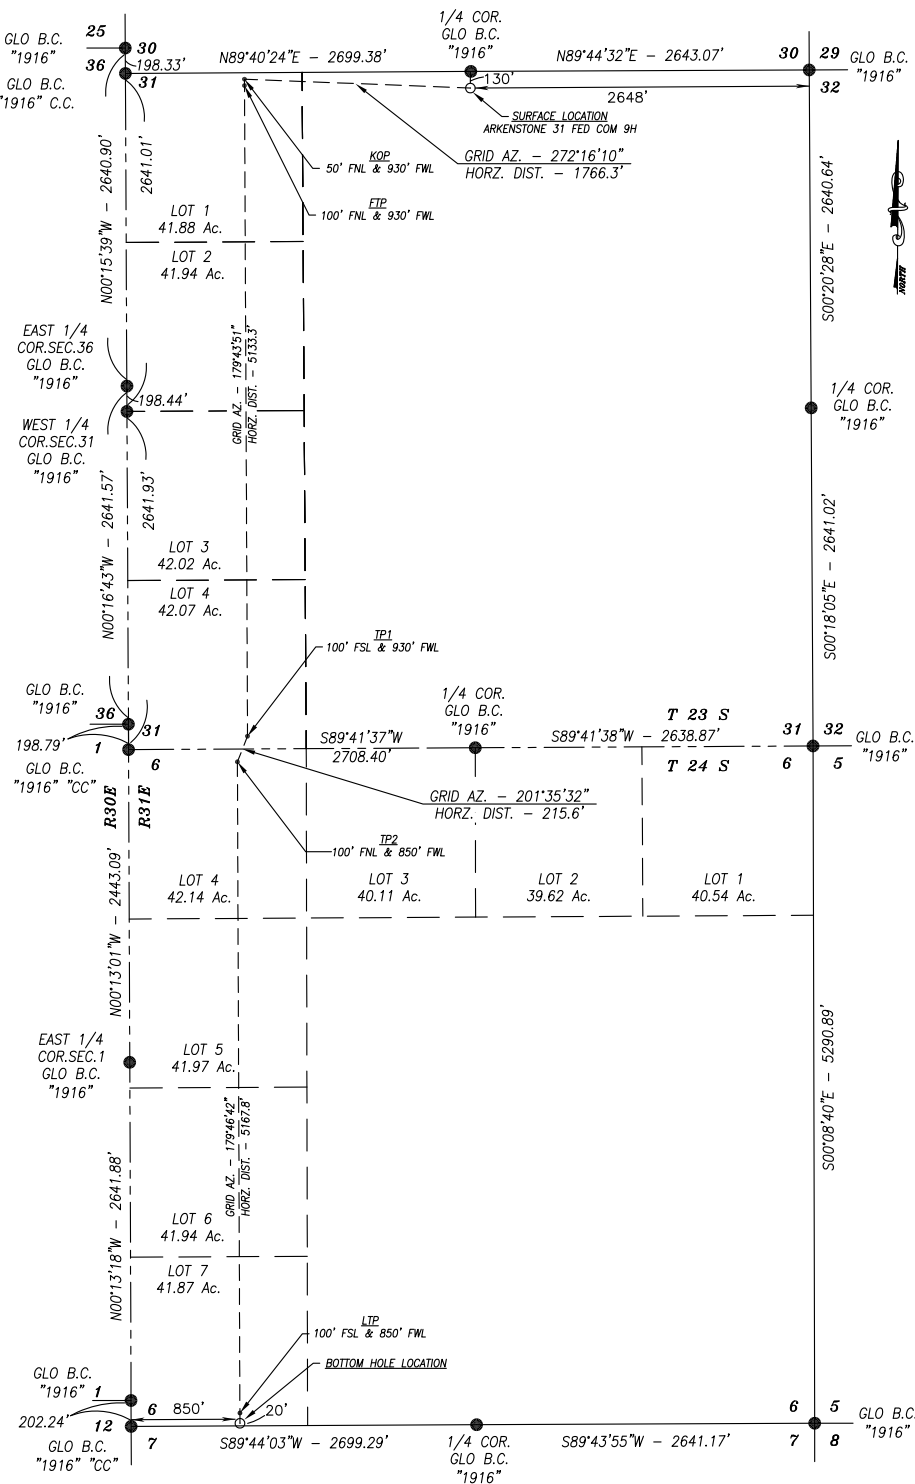 1/4 COR.
GLO B.C.
"1916"
25
GLO B.C.
"1916"
30
36
198.33'
31
GLO B.C.
"1916" C.C.
N89°40'24"E - 2699.38'
N89°44'32"E - 2643.07'
30
29
GLO B.C.
"1916"
32
130'
2648'
SURFACE LOCATION
ARKENSTONE 31 FED COM 9H
KOP
50' FNL & 930' FWL
GRID AZ. - 272°16'10"
HORZ. DIST. - 1766.3'
FTP
100' FNL & 930' FWL
N00°15'39"W - 2640.90'
2641.01'
S00°20'28"E - 2640.64'
NORTH
LOT 1
41.88 Ac.
LOT 2
41.94 Ac.
EAST 1/4
COR.SEC.36
GLO B.C.
"1916"
198.44'
WEST 1/4
COR.SEC.31
GLO B.C.
"1916"
GRID AZ. - 179°43'51"
HORZ. DIST. - 5133.3'
1/4 COR.
GLO B.C.
"1916"
N00°16'43"W - 2641.57'
2641.93'
S00°18'05"E - 2641.02'
LOT 3
42.02 Ac.
LOT 4
42.07 Ac.
TP1
100' FSL & 930' FWL
GLO B.C.
"1916"
36
31
198.79'
1
6
GLO B.C.
"1916" "CC"
R30E
R31E
1/4 COR.
GLO B.C.
"1916"
S89°41'37"W
2708.40'
S89°41'38"W - 2638.87'
T 23 S
T 24 S
31
32
6
5
GLO B.C.
"1916"
GRID AZ. - 201°35'32"
HORZ. DIST. - 215.6'
TP2
100' FNL & 850' FWL
LOT 4
42.14 Ac.
LOT 3
40.11 Ac.
LOT 2
39.62 Ac.
LOT 1
40.54 Ac.
N00°13'01"W - 2443.09'
S00°08'40"E - 5290.89'
EAST 1/4
COR.SEC.1
GLO B.C.
"1916"
LOT 5
41.97 Ac.
GRID AZ. - 179°46'42"
HORZ. DIST. - 5167.8'
N00°13'18"W - 2641.88'
LOT 6
41.94 Ac.
LOT 7
41.87 Ac.
LTP
100' FSL & 850' FWL
BOTTOM HOLE LOCATION
GLO B.C.
"1916"
1
6
202.24'
12
7
GLO B.C.
"1916" "CC"
850'
20'
S89°44'03"W - 2699.29'
1/4 COR.
GLO B.C.
"1916"
S89°43'55"W - 2641.17'
6
5
7
8
GLO B.C.
"1916"